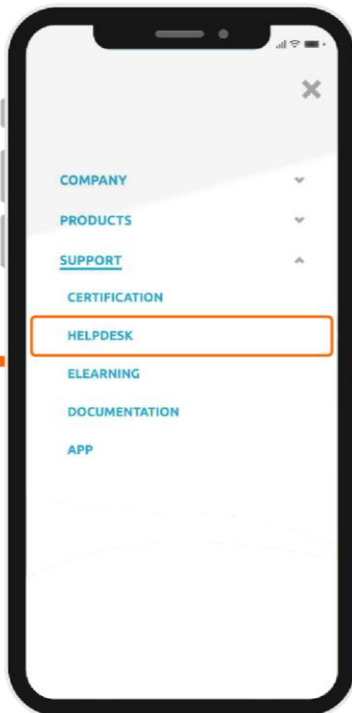 COMPANY
PRODUCTS
SUPPORT
CERTIFICATION
HELPDESK
ELEARNING
DOCUMENTATION
APP